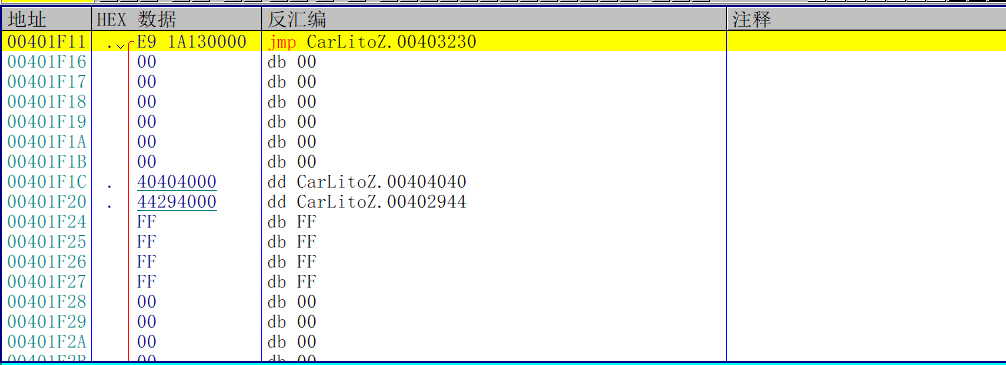 地址 HEX 数据 反汇编 注释
00401F11 . E9 1A130000 jmp CarLitoZ.00403230
00401F16 00 db 00
00401F17 00 db 00
00401F18 00 db 00
00401F19 00 db 00
00401F1A 00 db 00
00401F1B 00 db 00
00401F1C . 40404000 dd CarLitoZ.00404040
00401F20 . 44294000 dd CarLitoZ.00402944
00401F24 FF db FF
00401F25 FF db FF
00401F26 FF db FF
00401F27 FF db FF
00401F28 00 db 00
00401F29 00 db 00
00401F2A 00 db 00
00401F2B 00 db 00